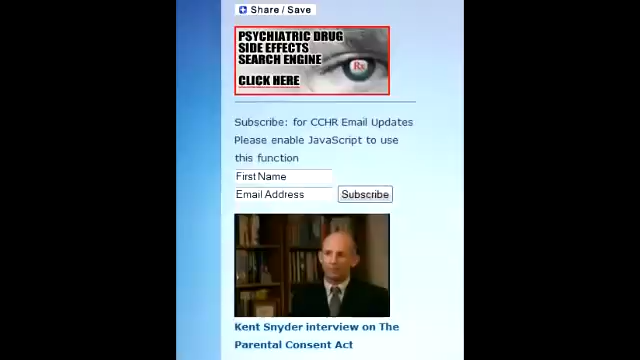 Share / Save
PSYCHIATRIC DRUG
SIDE EFFECTS
SEARCH ENGINE
Rx
CLICK HERE
Subscribe: for CCHR Email Updates
Please enable JavaScript to use
this function
First Name
Email Address
Subscribe
Kent Snyder interview on The
Parental Consent Act